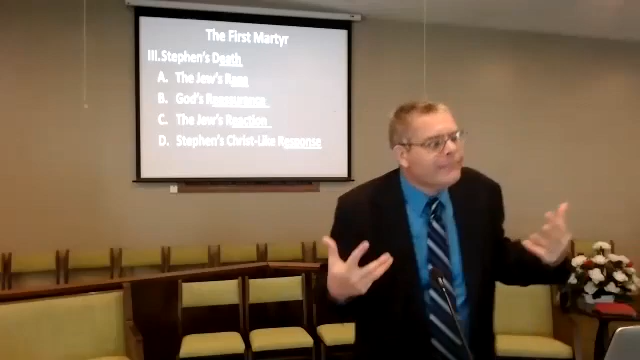 The First Martyr
III. Stephen's Death
A. The Jew's Rage
B. God's Reassurance
C. The Jew's Reaction
D. Stephen's Christ-Like Response